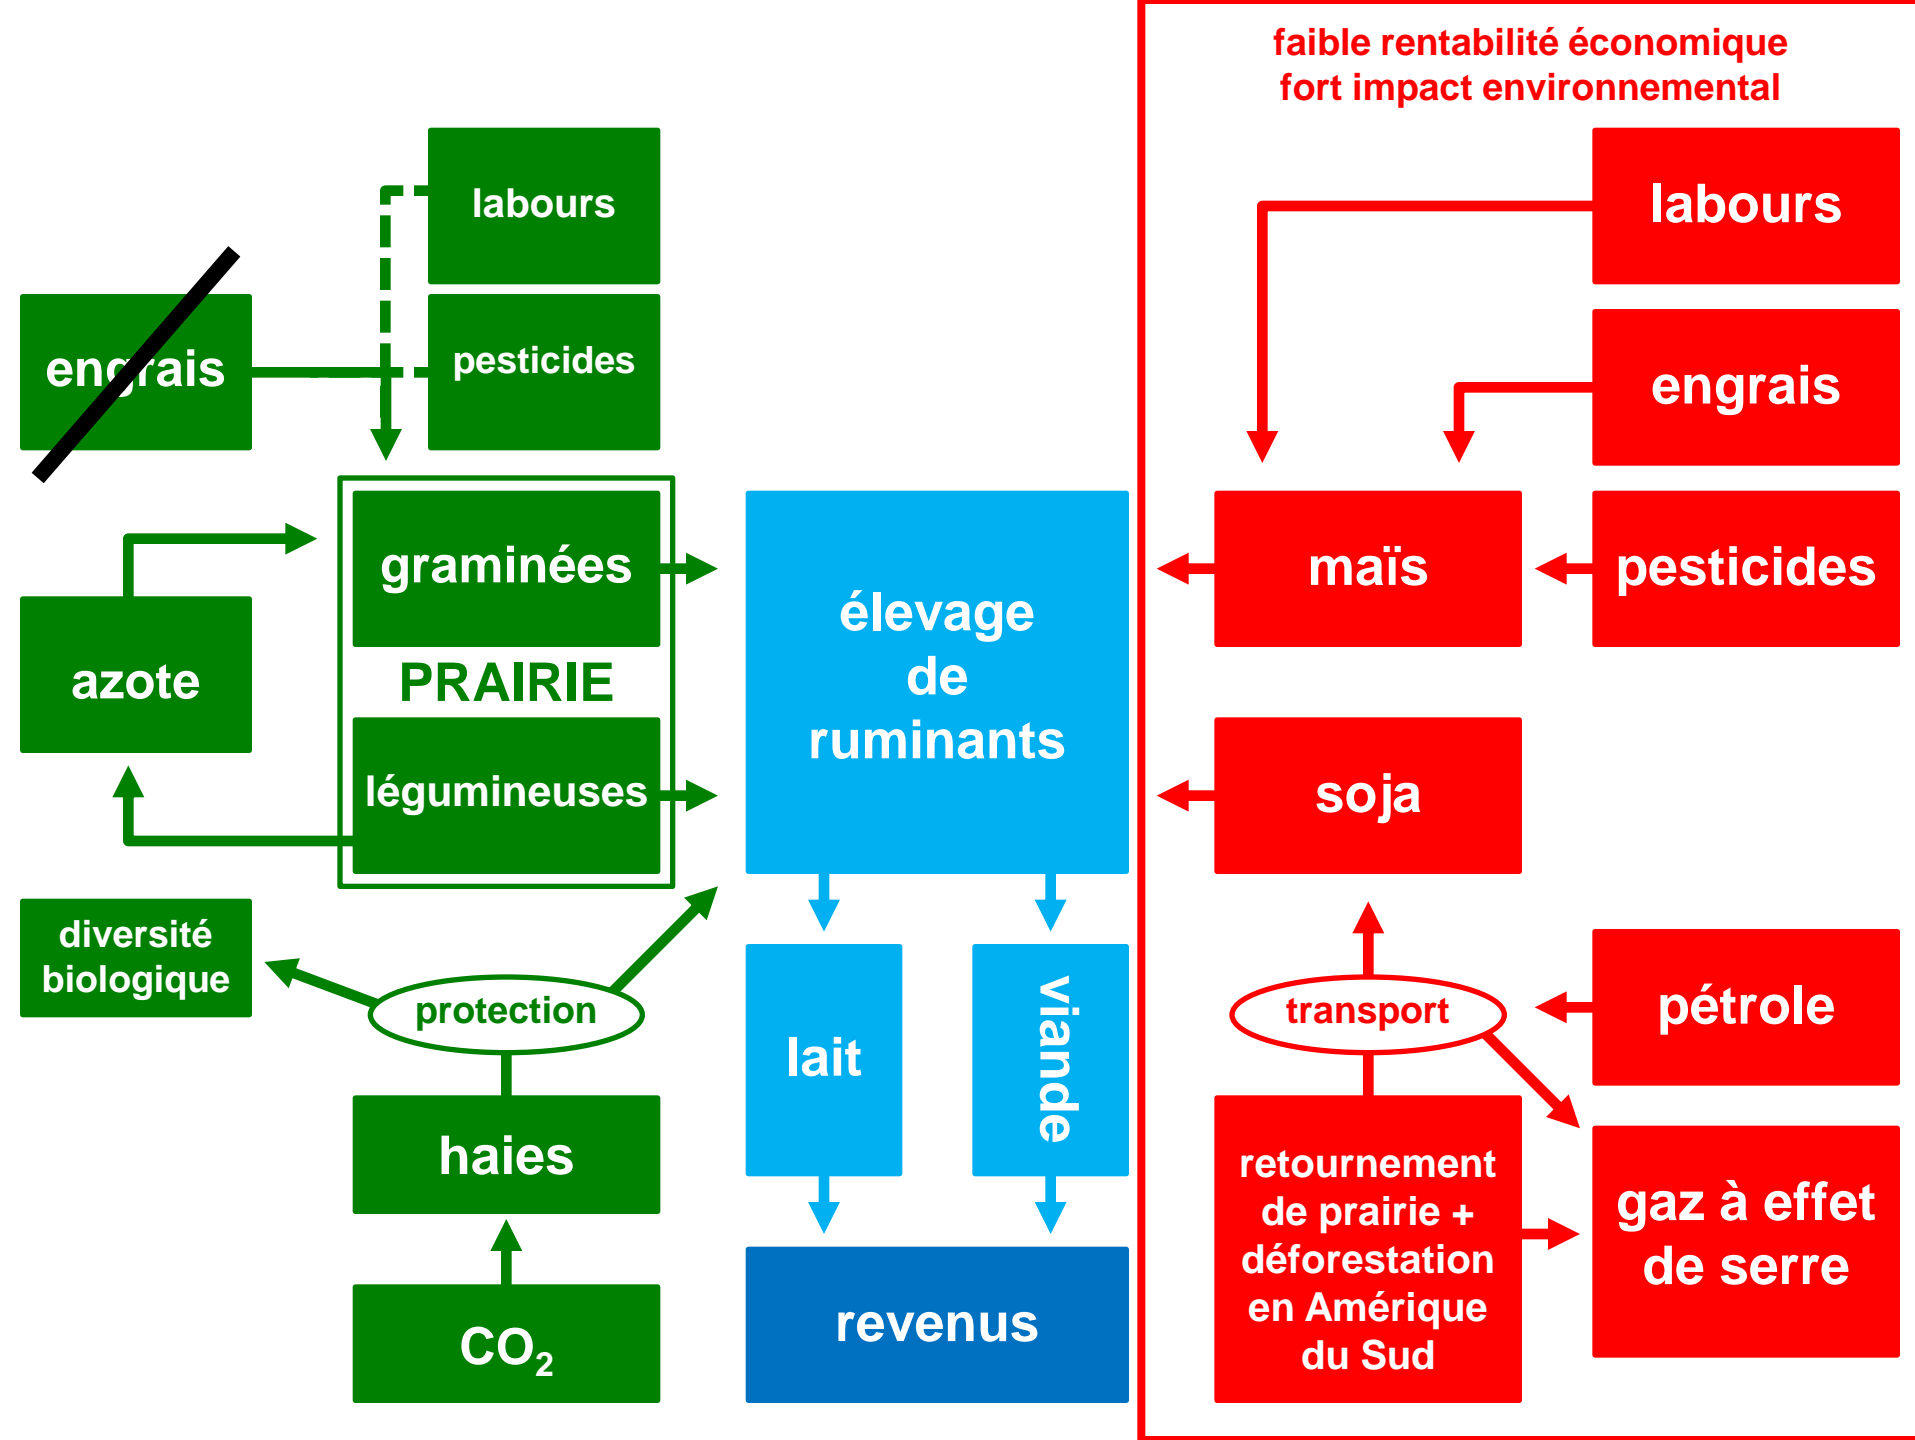 faible rentabilité économique
fort impact environnemental
labours
pesticides
engrais
graminées
PRAIRIE
légumineuses
azote
diversité
biologique
protection
haies
CO₂
élevage
de
ruminants
lait
viande
revenus
labours
engrais
pesticides
maïs
soja
transport
pétrole
retournement
de prairie +
déforestation
en Amérique
du Sud
gaz à effet
de serre